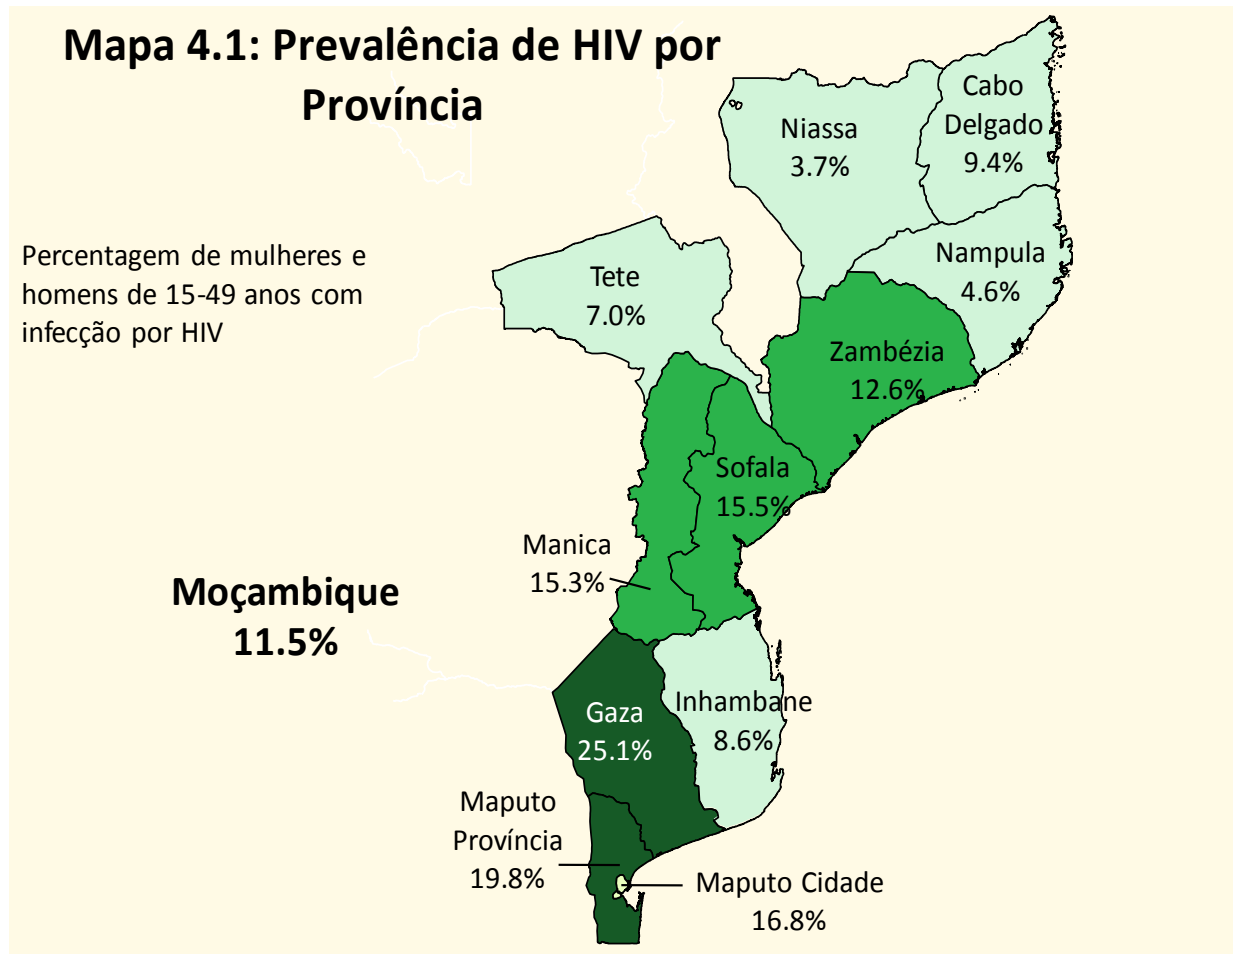 Mapa 4.1: Prevalência de HIV por
Província
Percentagem de mulheres e
homens de 15-49 anos com
infecção por HIV
Cabo
Delgado
9.4%
Niassa
3.7%
Nampula
4.6%
Tete
7.0%
Zambézia
12.6%
Sofala
15.5%
Manica
15.3%
Moçambique
11.5%
Gaza
25.1%
Inhambane
8.6%
Maputo
Província
19.8%
Maputo Cidade
16.8%